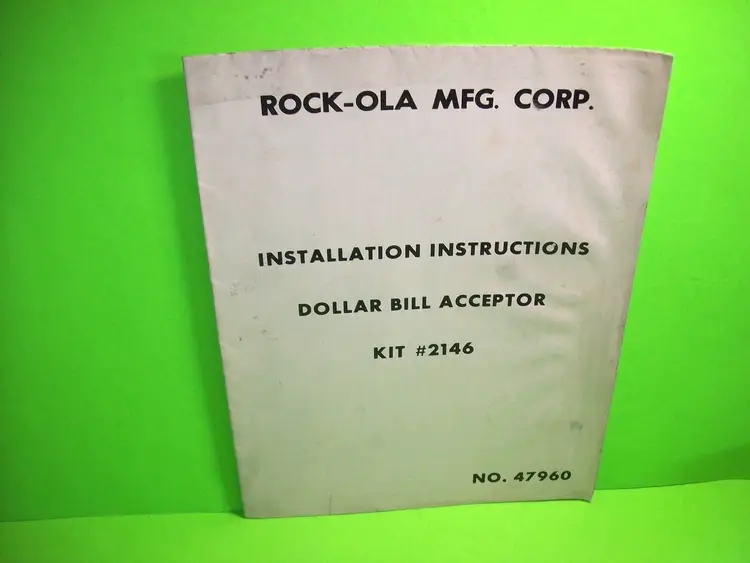 ROCK-OLA MFG. CORP.
INSTALLATION INSTRUCTIONS
DOLLAR BILL ACCEPTOR
KIT #2146
NO. 47960